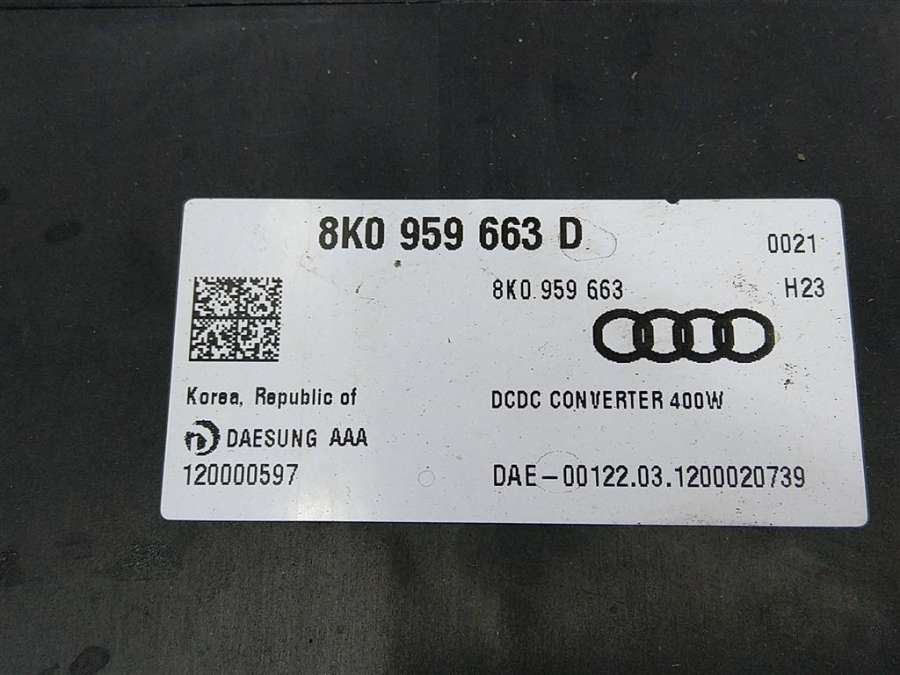 8K0 959 663 D
0021
8K0 959 663
H23
Korea, Republic of
DCDC CONVERTER 400W
DAESUNG AAA
120000597
DAE-00122.03.1200020739